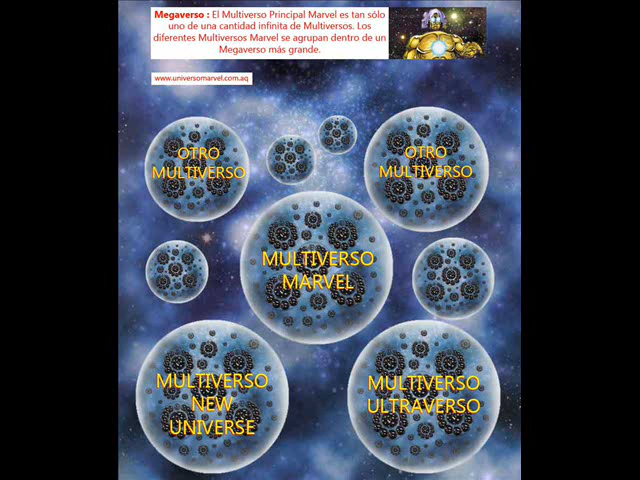 Megaverso : El Multiverso Principal Marvel es tan sólo
uno de una cantidad infinita de Multiversos. Los
diferentes Multiversos Marvel se agrupan dentro de un
Megaverso más grande.
www.universomarvel.com.aq
OTRO
MULTIVERSO
OTRO
MULTIVERSO
MULTIVERSO
MARVEL
MULTIVERSO
NEW
UNIVERSE
MULTIVERSO
ULTRAVERSO